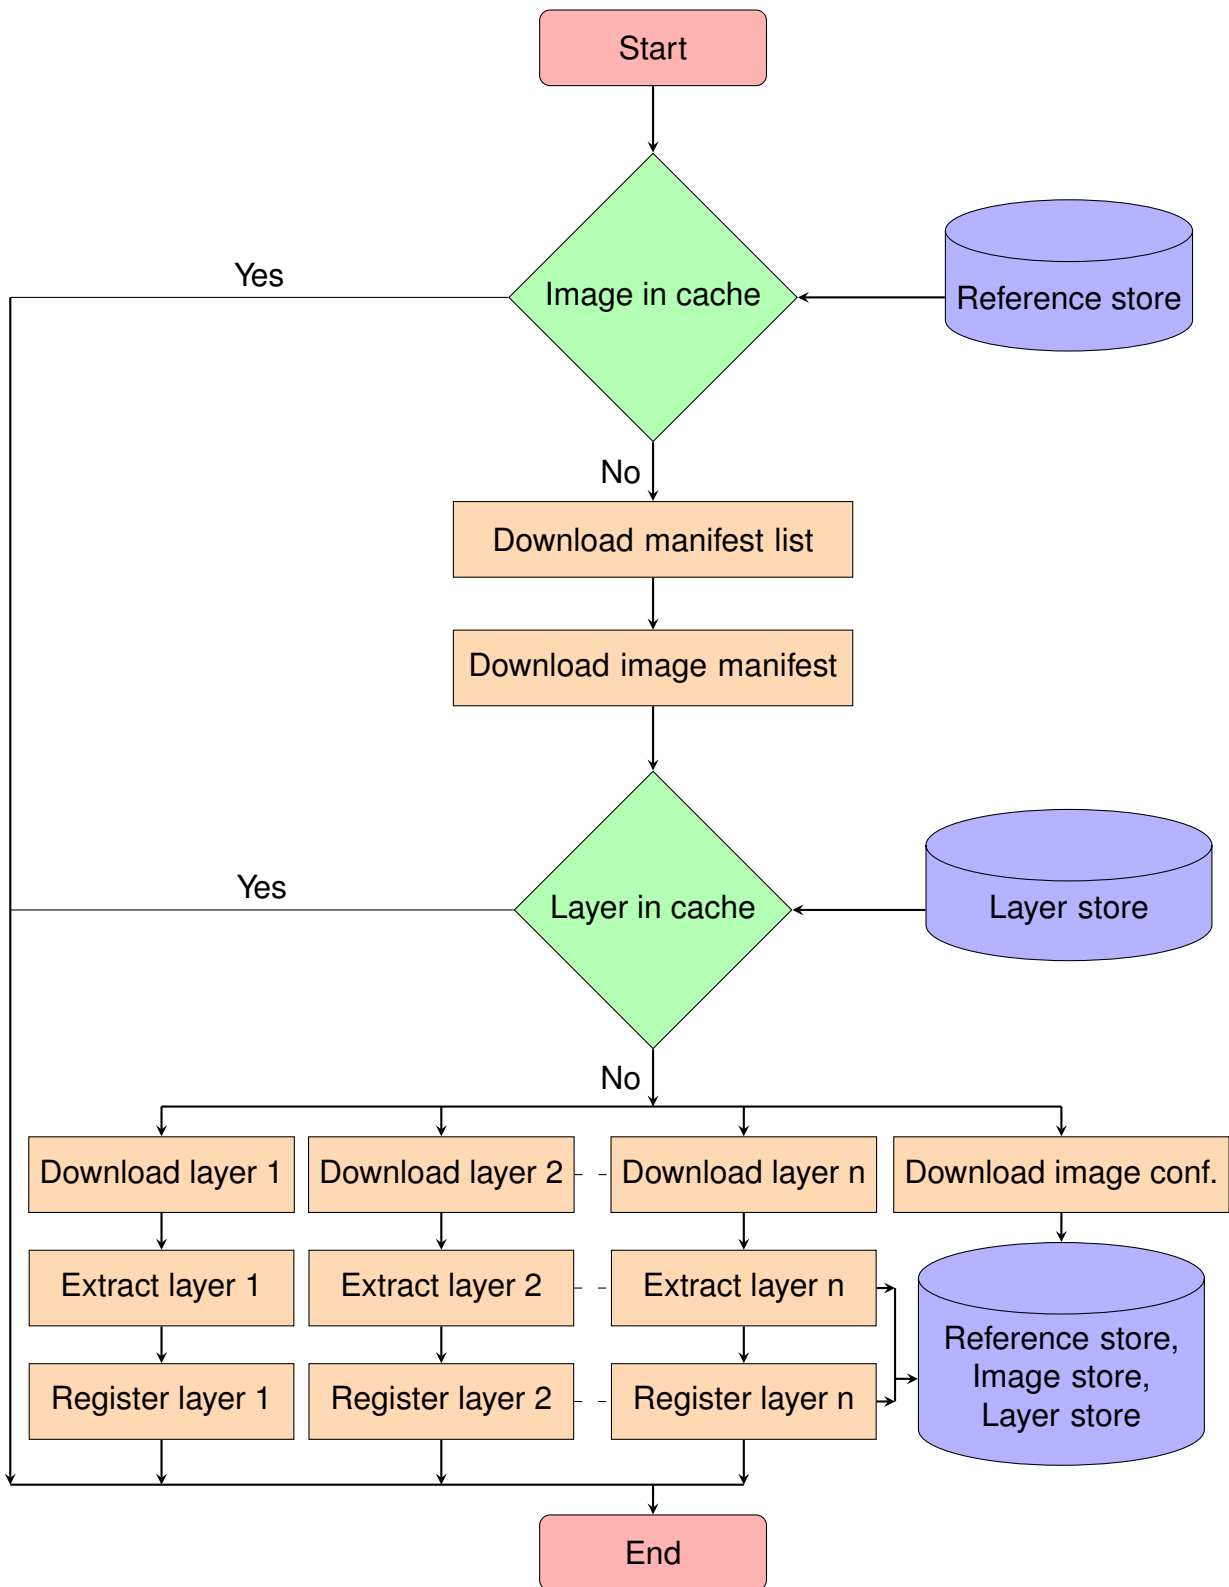 Start
Yes
Image in cache
Reference store
No
Download manifest list
Download image manifest
Yes
Layer in cache
Layer store
No
Download layer 1
Download layer 2
Download layer n
Download image conf.
Extract layer 1
Extract layer 2
Extract layer n
Reference store,
Image store,
Layer store
Register layer 1
Register layer 2
Register layer n
End